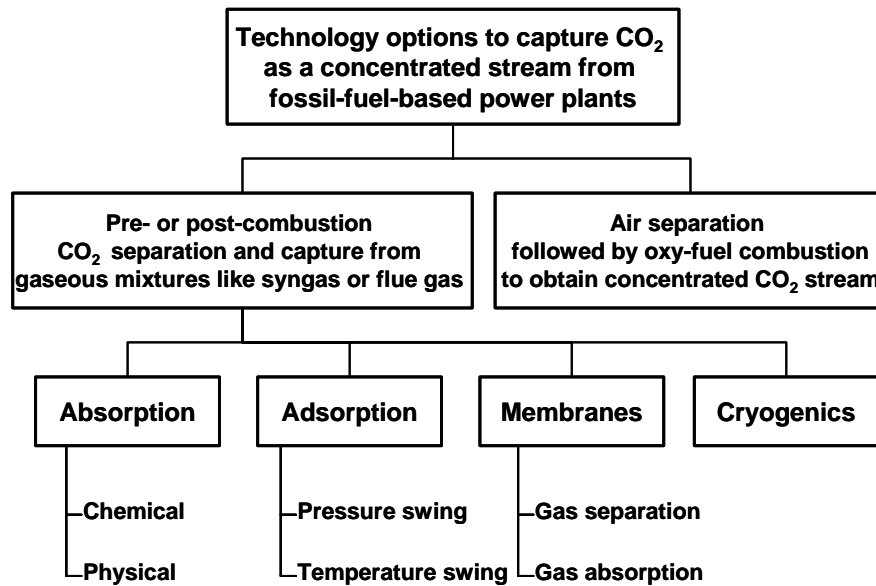 Technology options to capture CO₂
as a concentrated stream from
fossil-fuel-based power plants
Pre- or post-combustion
CO₂ separation and capture from
gaseous mixtures like syngas or flue gas
Air separation
followed by oxy-fuel combustion
to obtain concentrated CO₂ stream
Absorption
Adsorption
Membranes
Cryogenics
Chemical
Physical
Pressure swing
Temperature swing
Gas separation
Gas absorption